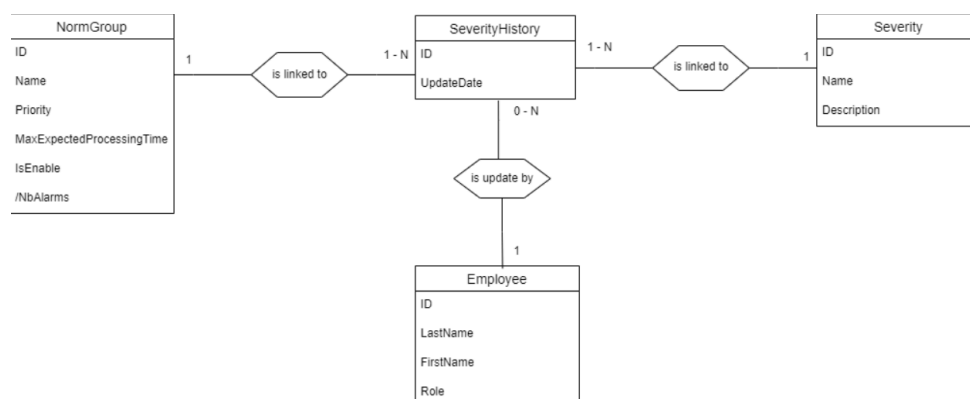 NormGroup
ID
Name
Priority
MaxExpectedProcessingTime
IsEnable
/NbAlarms
1
is linked to
1 - N
SeverityHistory
ID
UpdateDate
1 - N
is linked to
1
Severity
ID
Name
Description
0 - N
is update by
1
Employee
ID
LastName
FirstName
Role